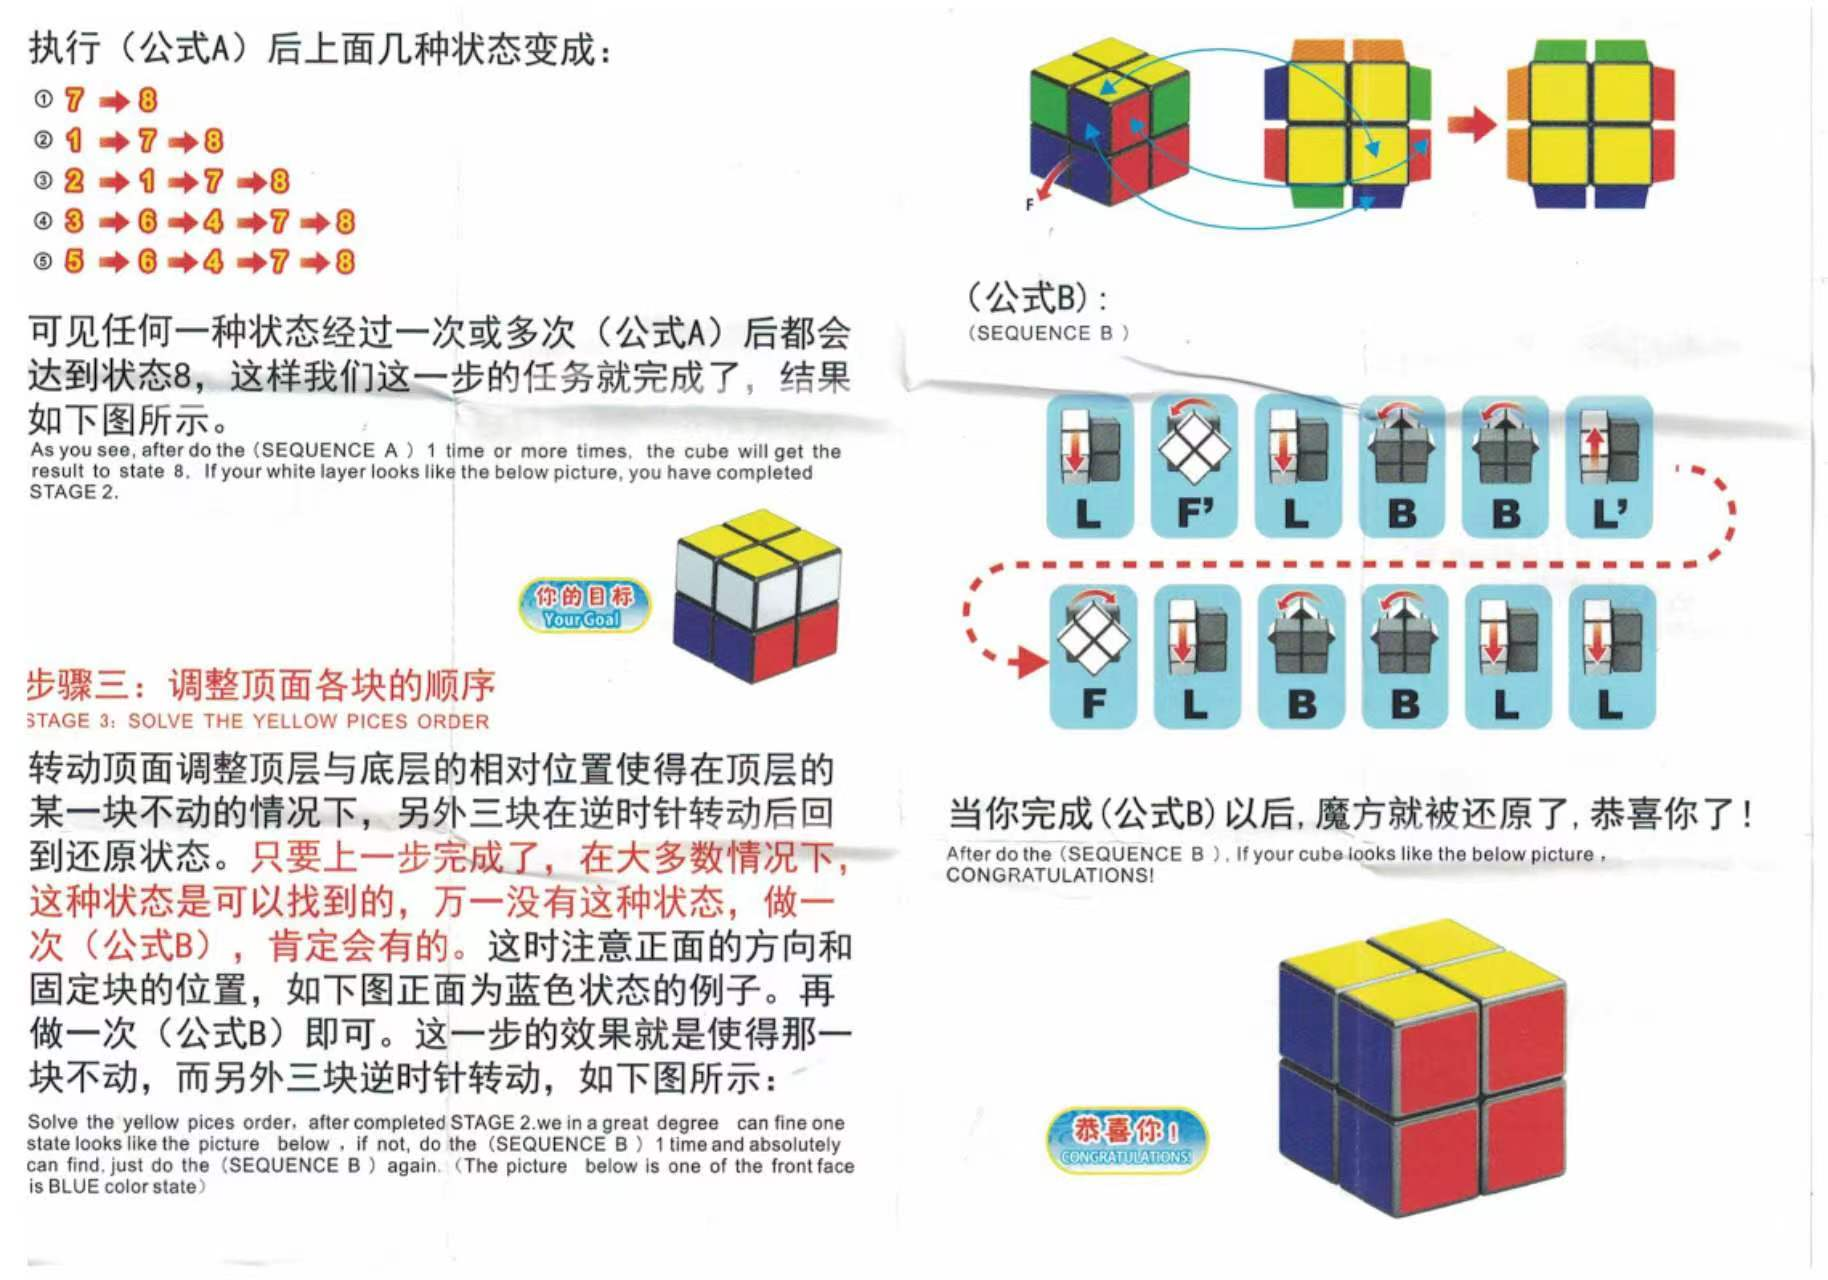 执行（公式A）后上面几种状态变成：
① 7 → 8
② 1 → 7 → 8
③ 2 → 1 → 7 → 8
④ 3 → 6 → 4 → 7 → 8
⑤ 5 → 6 → 4 → 7 → 8
可见任何一种状态经过一次或多次（公式A）后都会
达到状态8，这样我们这一步的任务就完成了，结果
如下图所示。
As you see, after do the (SEQUENCE A ) 1 time or more times, the cube will get the
result to state 8. If your white layer looks like the below picture, you have completed
STAGE 2.
你的目标
Your Goal
步骤三：调整顶面各块的顺序
STAGE 3: SOLVE THE YELLOW PICES ORDER
转动顶面调整顶层与底层的相对位置使得在顶层的
某一块不动的情况下，另外三块在逆时针转动后回
到还原状态。只要上一步完成了，在大多数情况下，
这种状态是可以找到的，万一没有这种状态，做一
次（公式B），肯定会有的。这时注意正面的方向和
固定块的位置，如下图正面为蓝色状态的例子。再
做一次（公式B）即可。这一步的效果就是使得那一
块不动，而另外三块逆时针转动，如下图所示：
Solve the yellow pices order, after completed STAGE 2.we in a great degree can fine one
state looks like the picture below , if not, do the (SEQUENCE B ) 1 time and absolutely
can find, just do the (SEQUENCE B ) again. (The picture below is one of the front face
is BLUE color state)
F
（公式B）：
(SEQUENCE B )
L F’ L B B L’
F L B B L L
当你完成(公式B)以后,魔方就被还原了,恭喜你了!
After do the (SEQUENCE B ), If your cube looks like the below picture ,
CONGRATULATIONS!
恭喜你!
CONGRATULATIONS!